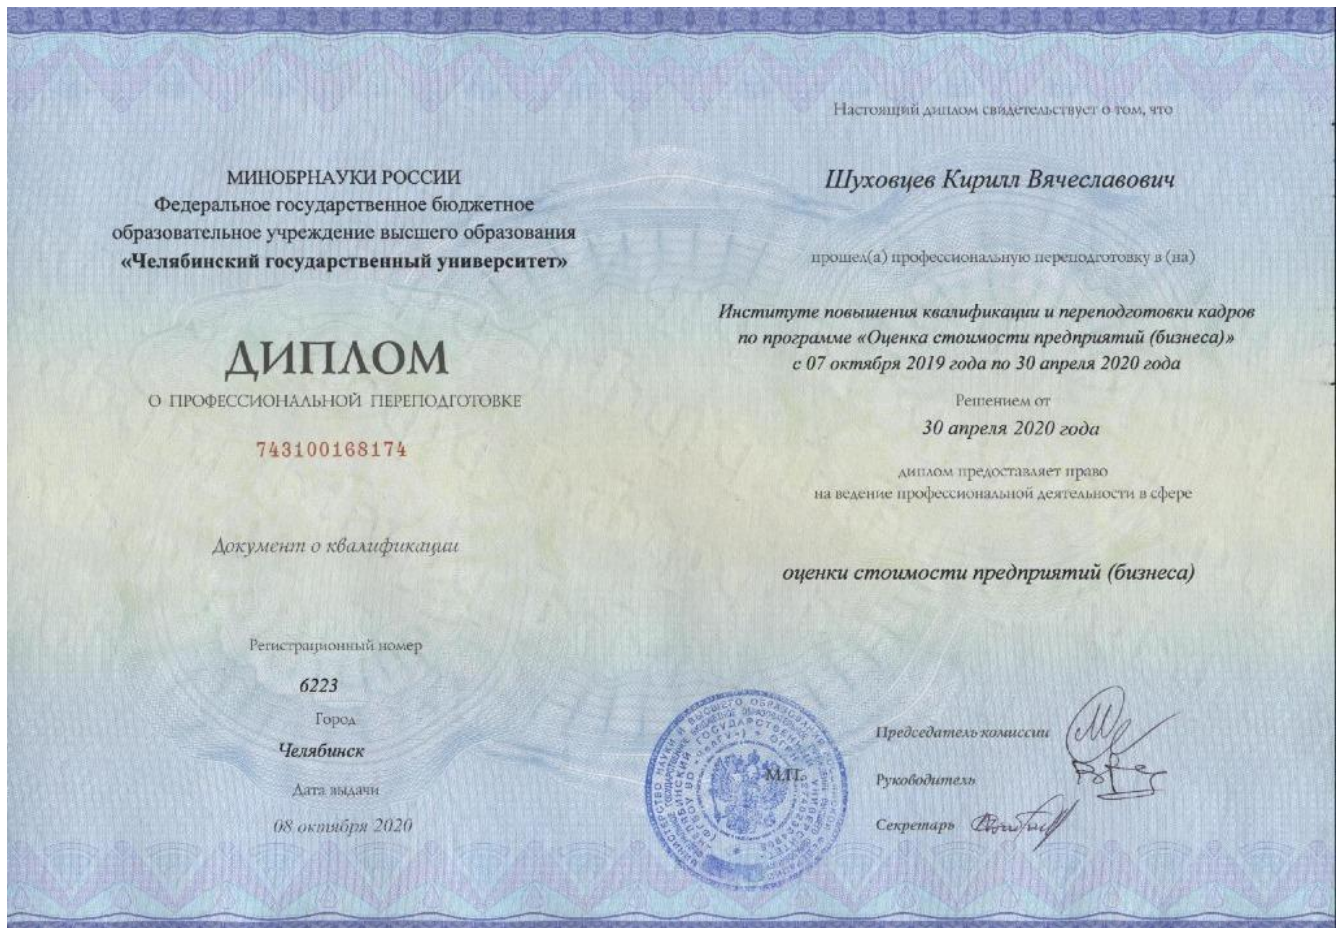 МИНОБРНАУКИ РОССИИ
Федеральное государственное бюджетное
образовательное учреждение высшего образования
«Челябинский государственный университет»
ДИПЛОМ
О ПРОФЕССИОНАЛЬНОЙ ПЕРЕПОДГОТОВКЕ
743100168174
Документ о квалификации
Регистрационный номер
6223
Город
Челябинск
Дата выдачи
08 октября 2020
Настоящий диплом свидетельствует о том, что
Шуховцев Кирилл Вячеславович
прошел(а) профессиональную переподготовку в (на)
Институте повышения квалификации и переподготовки кадров
по программе «Оценка стоимости предприятий (бизнеса)»
с 07 октября 2019 года по 30 апреля 2020 года
Решением от
30 апреля 2020 года
диплом предоставляет право
на ведение профессиональной деятельности в сфере
оценки стоимости предприятий (бизнеса)
М.П.
Председатель комиссии
Руководитель
Секретарь